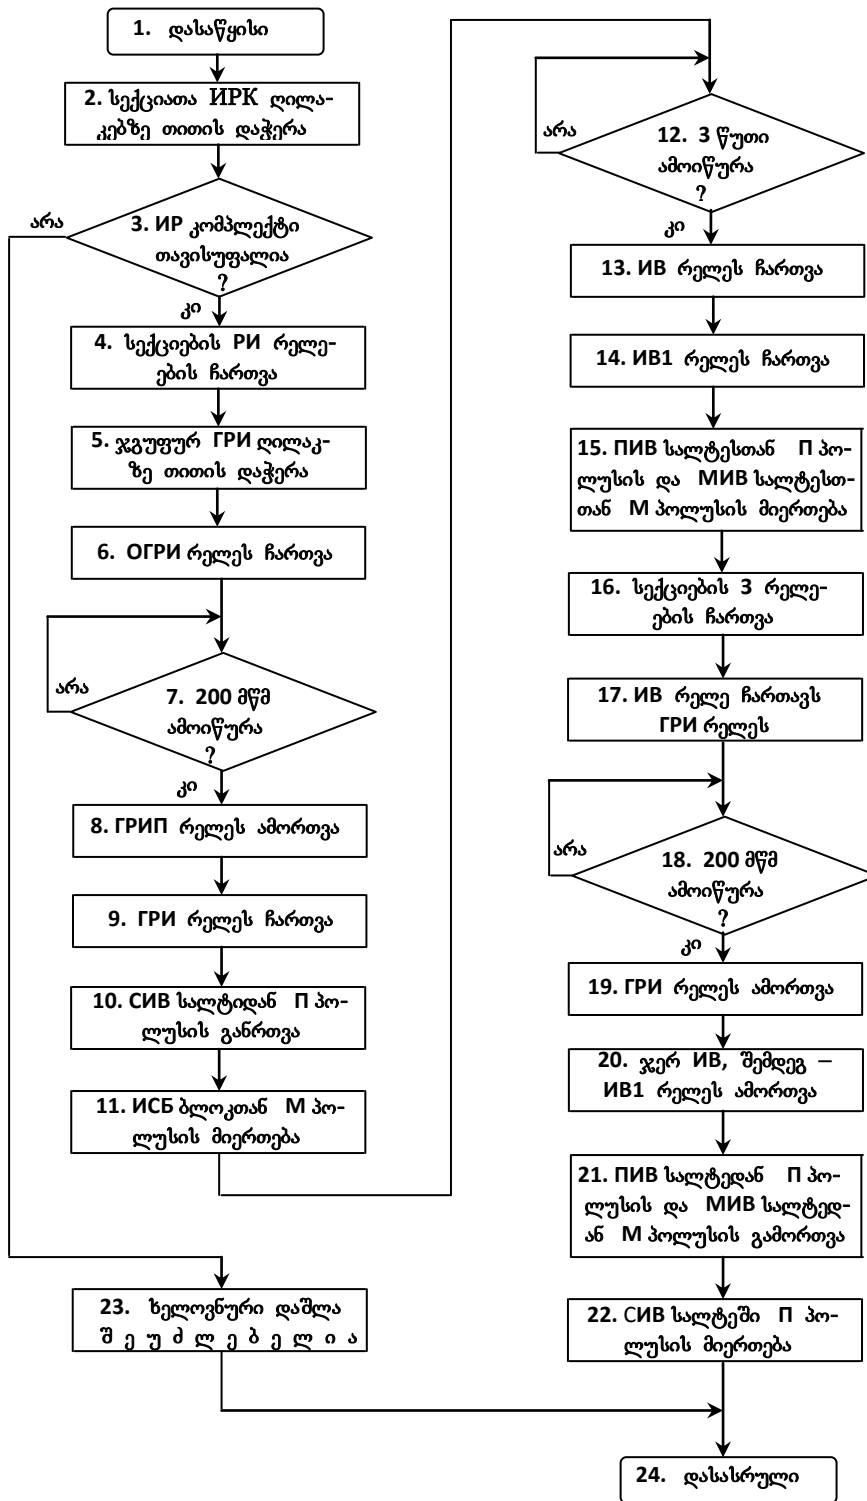 1. დასაწყისი
2. სექციათა ИРК ღილა-
კებზე თითის დაჭერა
არა
3. ИР კომპლექტი
თავისუფალია
?
კი
4. სექციების РИ რელე-
ების ჩართვა
5. ჯგუფურ ГРИ ღილაკ-
ზე თითის დაჭერა
6. ОГРИ რელეს ჩართვა
არა
7. 200 მწმ
ამოიწურა
?
კი
8. ГРИП რელეს ამორთვა
9. ГРИ რელეს ჩართვა
10. СИВ სალტიდან П პო-
ლუსის განრთვა
11. ИСБ ბლოკთან М პო-
ლუსის მიერთება
არა
12. 3 წუთი
ამოიწურა
?
კი
13. ИВ რელეს ჩართვა
14. ИВ1 რელეს ჩართვა
15. ПИВ სალტესთან П პო-
ლუსის და МИВ სალტესთ-
თან М პოლუსის მიერთება
16. სექციების З რელე-
ების ჩართვა
17. ИВ რელე ჩართავს
ГРИ რელეს
არა
18. 200 მწმ
ამოიწურა
?
კი
19. ГРИ რელეს ამორთვა
20. ჯერ ИВ, შემდეგ –
ИВ1 რელეს ამორთვა
21. ПИВ სალტედან П პო-
ლუსის და МИВ სალტედ-
ან М პოლუსის გამორთვა
22. СИВ სალტეში П პო-
ლუსის მიერთება
23. ხელოვნური დაშლა
შ ე უ ძ ლ ე ბ ე ლ ი ა
24. დასასრული